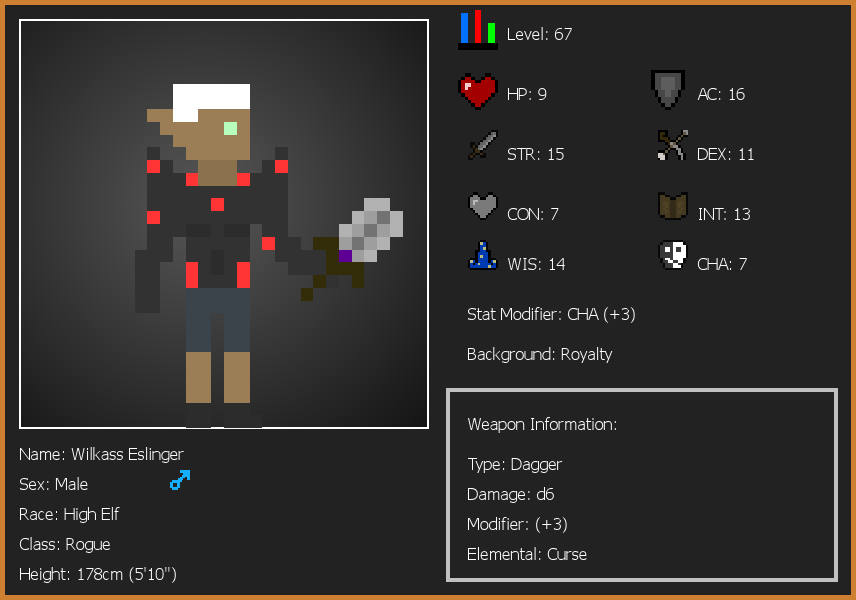 Level: 67
HP: 9
AC: 16
STR: 15
DEX: 11
CON: 7
INT: 13
WIS: 14
CHA: 7
Stat Modifier: CHA (+3)
Background: Royalty
Weapon Information:
Type: Dagger
Damage: d6
Modifier: (+3)
Elemental: Curse
Name: Wilkass Eslinger
Sex: Male
Race: High Elf
Class: Rogue
Height: 178cm (5'10")